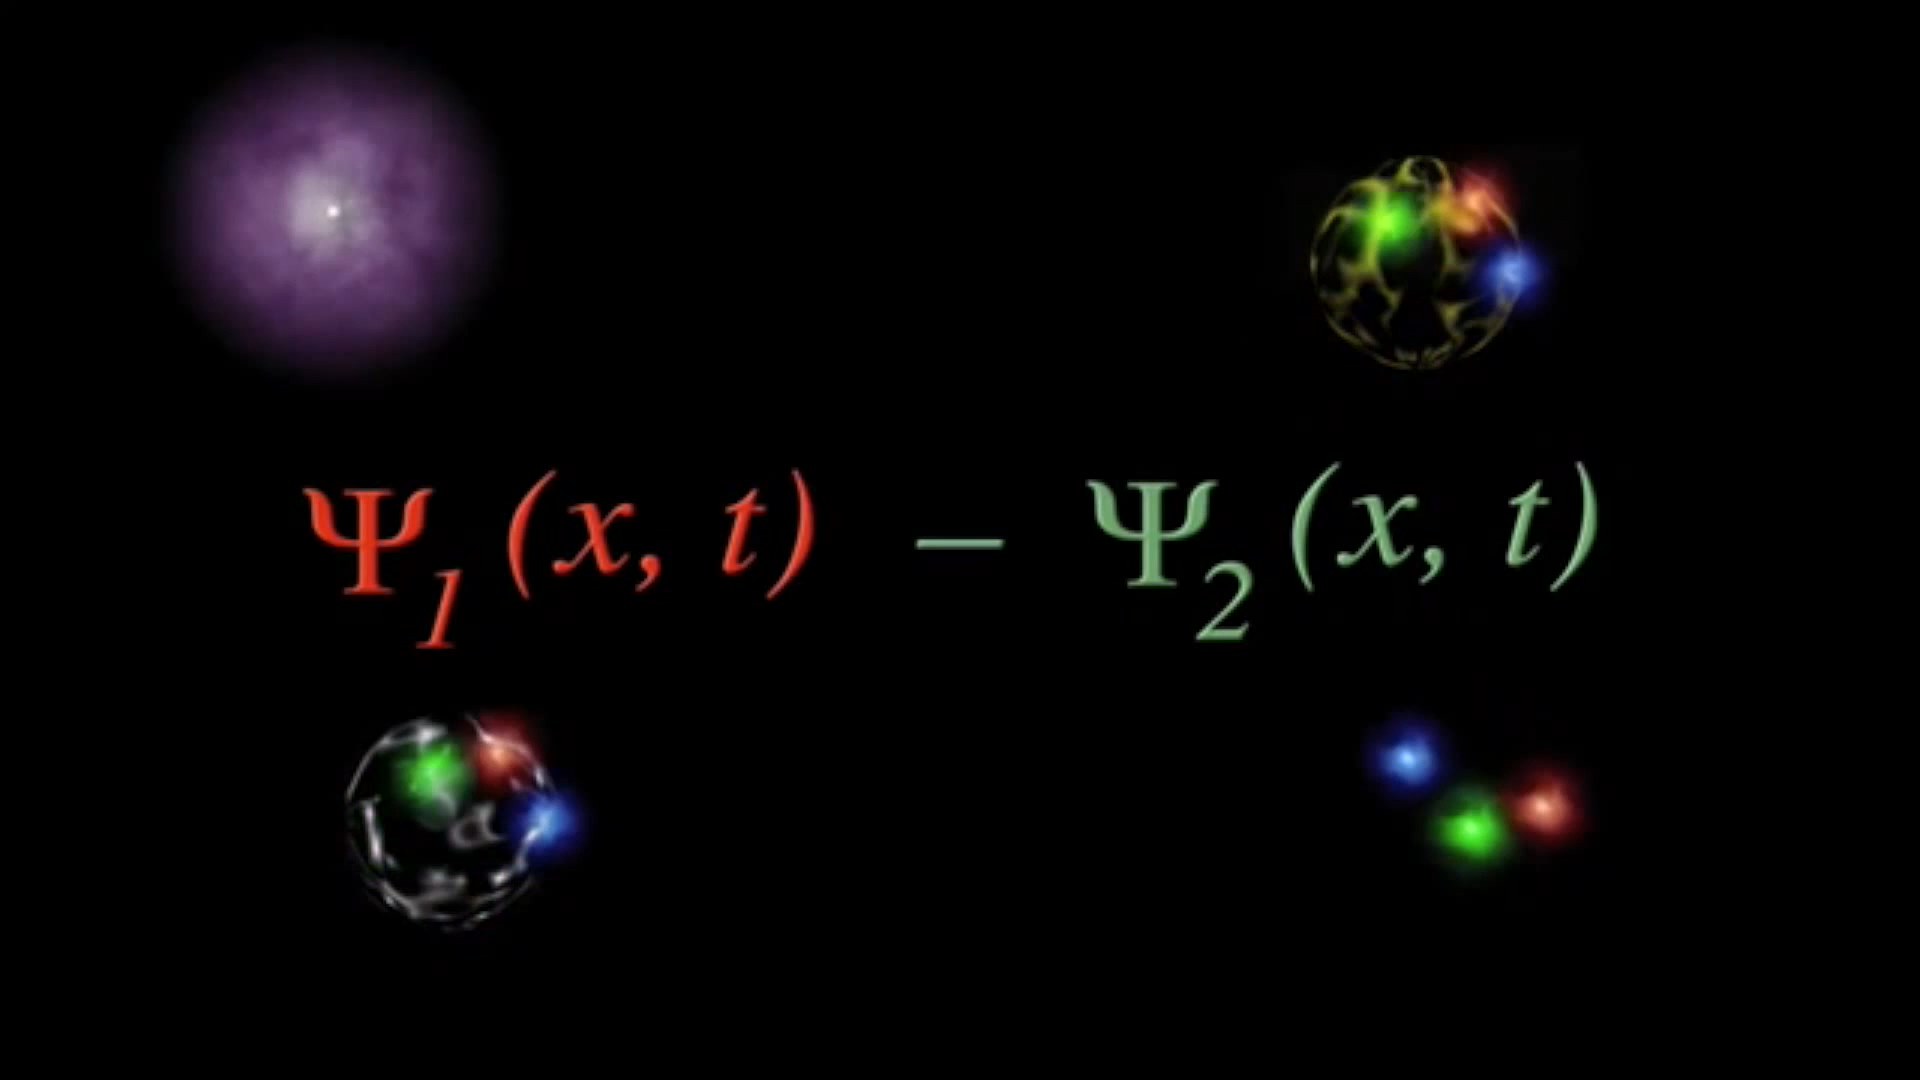 Ψ₁ (x, t) – Ψ₂ (x, t)